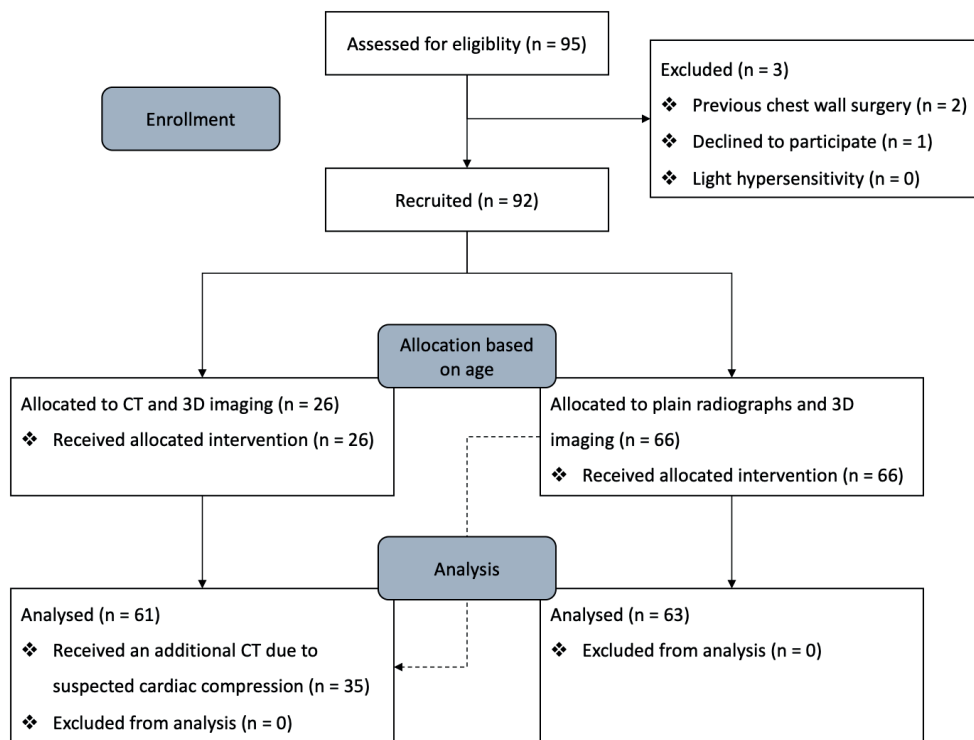 Assessed for eligiblity (n = 95)
Excluded (n = 3)
❖ Previous chest wall surgery (n = 2)
❖ Declined to participate (n = 1)
❖ Light hypersensitivity (n = 0)
Enrollment
Recruited (n = 92)
Allocation based
on age
Allocated to CT and 3D imaging (n = 26)
❖ Received allocated intervention (n = 26)
Allocated to plain radiographs and 3D
imaging (n = 66)
❖ Received allocated intervention (n = 66)
Analysis
Analysed (n = 61)
❖ Received an additional CT due to
suspected cardiac compression (n = 35)
❖ Excluded from analysis (n = 0)
Analysed (n = 63)
❖ Excluded from analysis (n = 0)